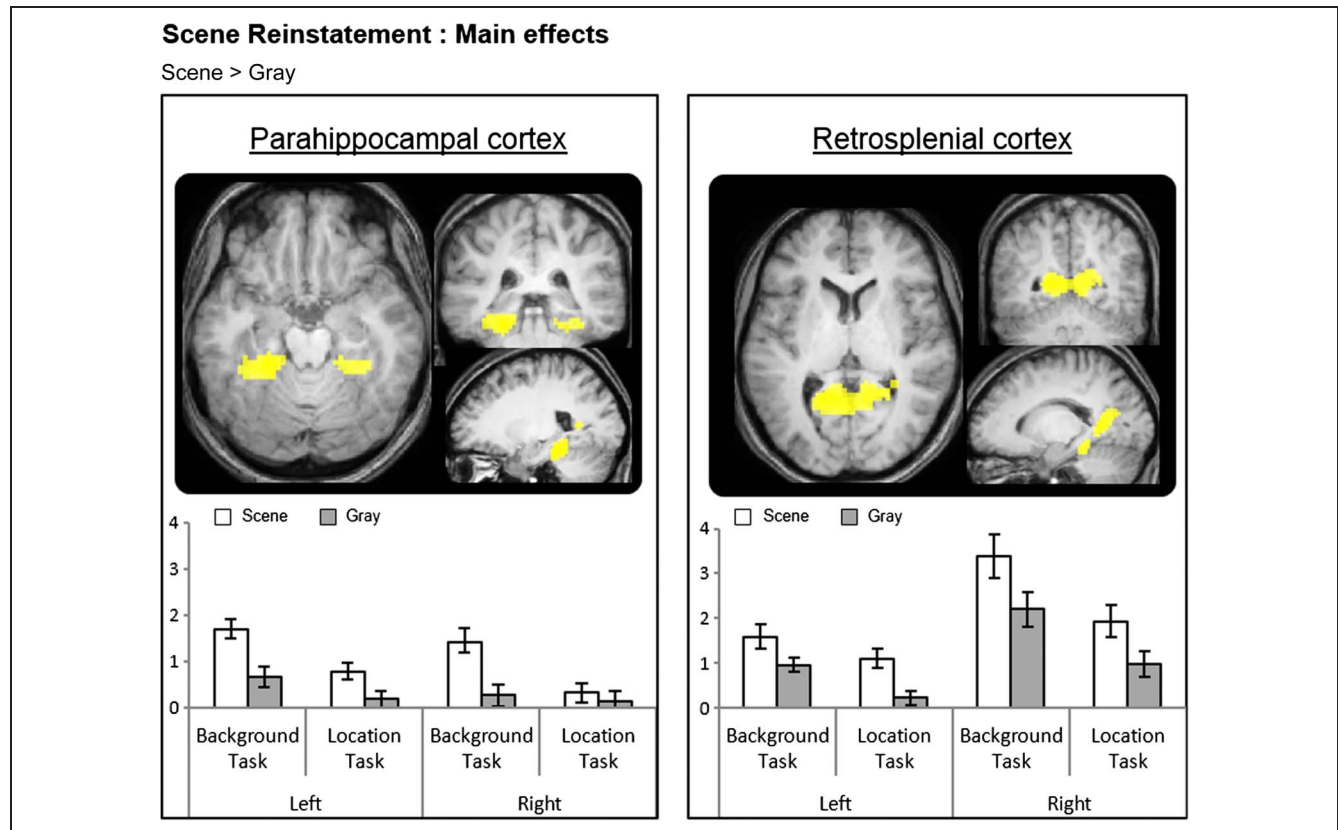 Scene Reinstatement : Main effects
Scene > Gray
Parahippocampal cortex
Scene Gray
4
3
2
1
0
Background Task
Location Task
Background Task
Location Task
Left
Right
Retrosplenial cortex
Scene Gray
4
3
2
1
0
Background Task
Location Task
Background Task
Location Task
Left
Right